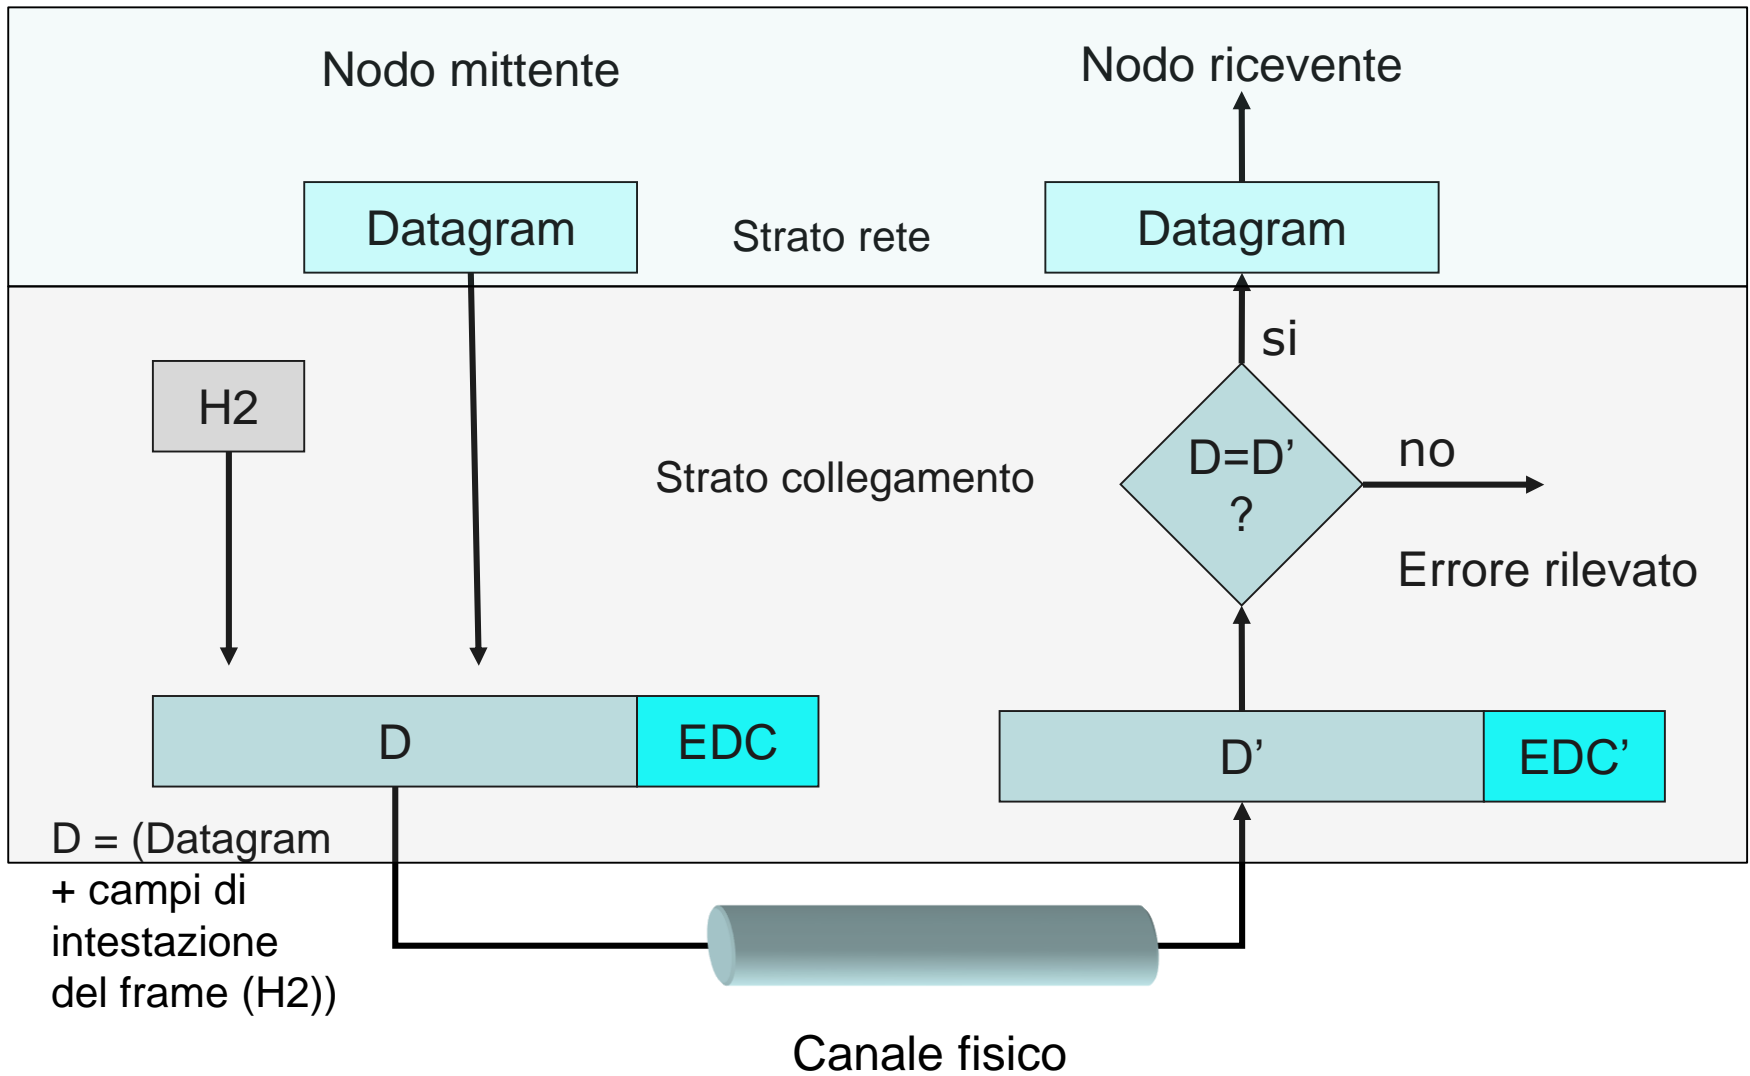 Nodo mittente
Nodo ricevente
Datagram
Strato rete
Datagram
si
H2
Strato collegamento
D=D’
?
no
Errore rilevato
D
EDC
D’
EDC’
D = (Datagram
+ campi di
intestazione
del frame (H2))
Canale fisico